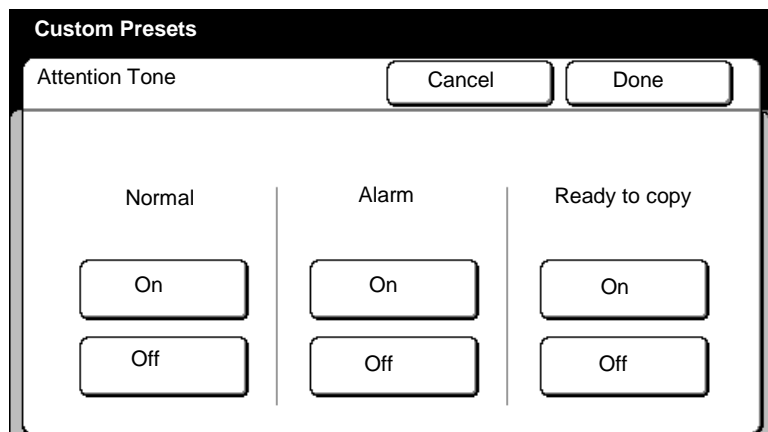 Custom Presets
Attention Tone Cancel Done
Normal Alarm Ready to copy
On On On
Off Off Off